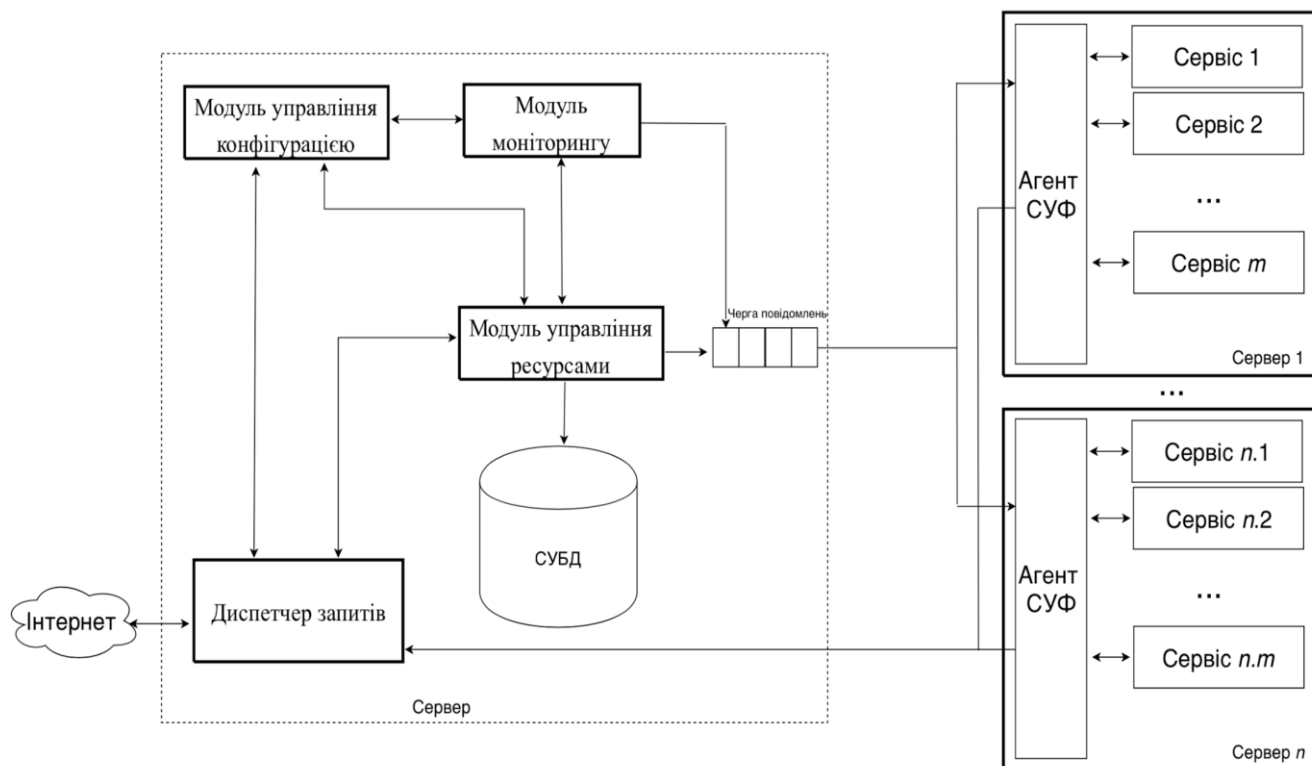 Модуль управління
конфігурацією
Модуль
моніторингу
Модуль управління
ресурсами
Черга повідомлень
СУБД
Диспетчер запитів
Інтернет
Сервер
Агент
СУФ
Сервіс 1
Сервіс 2
...
Сервіс m
Сервер 1
...
Агент
СУФ
Сервіс n.1
Сервіс n.2
...
Сервіс n.m
Сервер n